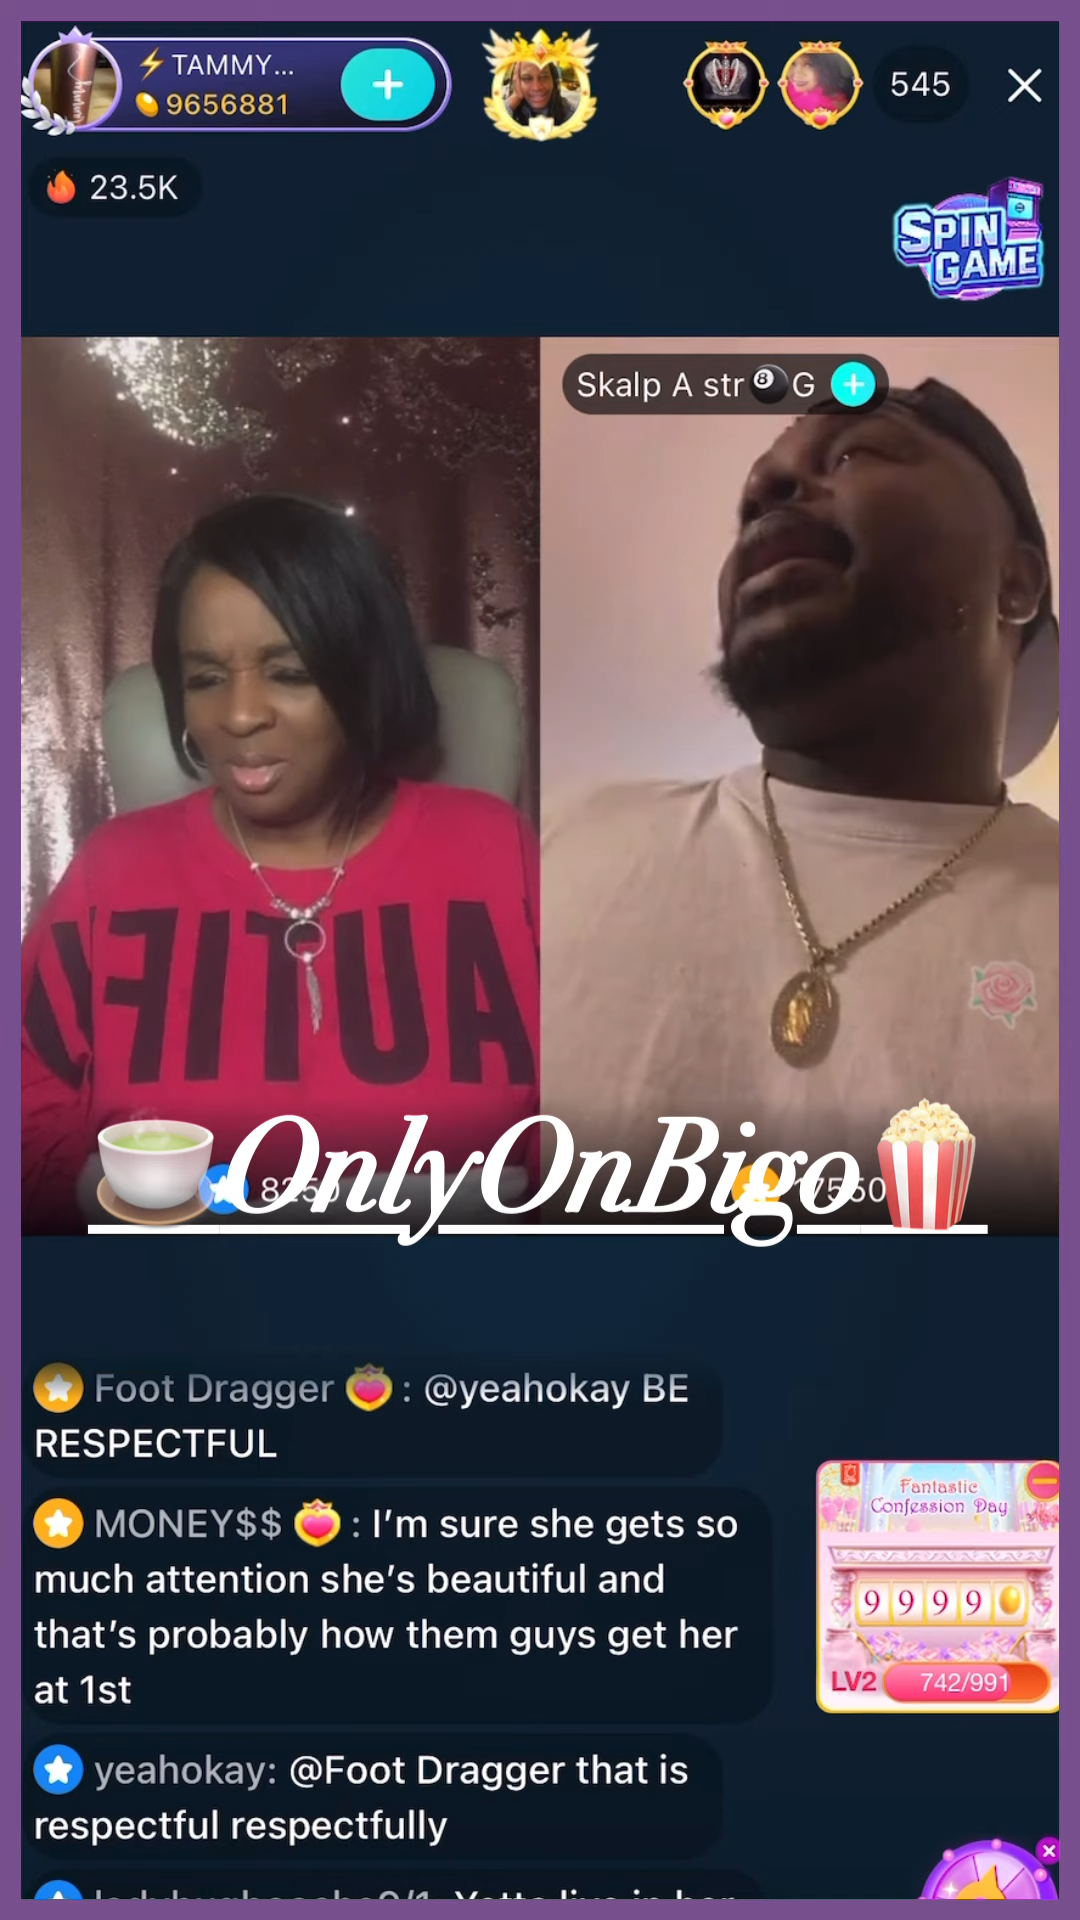 TAMMY...
9656881
545
23.5K
SPIN
GAME
Skalp A str🎱G
AUTIFU
🍵OnlyOnBigo🍿
Foot Dragger : @yeahokay BE
RESPECTFUL
MONEY$$ : I'm sure she gets so
much attention she's beautiful and
that's probably how them guys get her
at 1st
Fantastic
Confession Day
9 9 9 9
LV2 742/991
yeahokay: @Foot Dragger that is
respectful respectfully